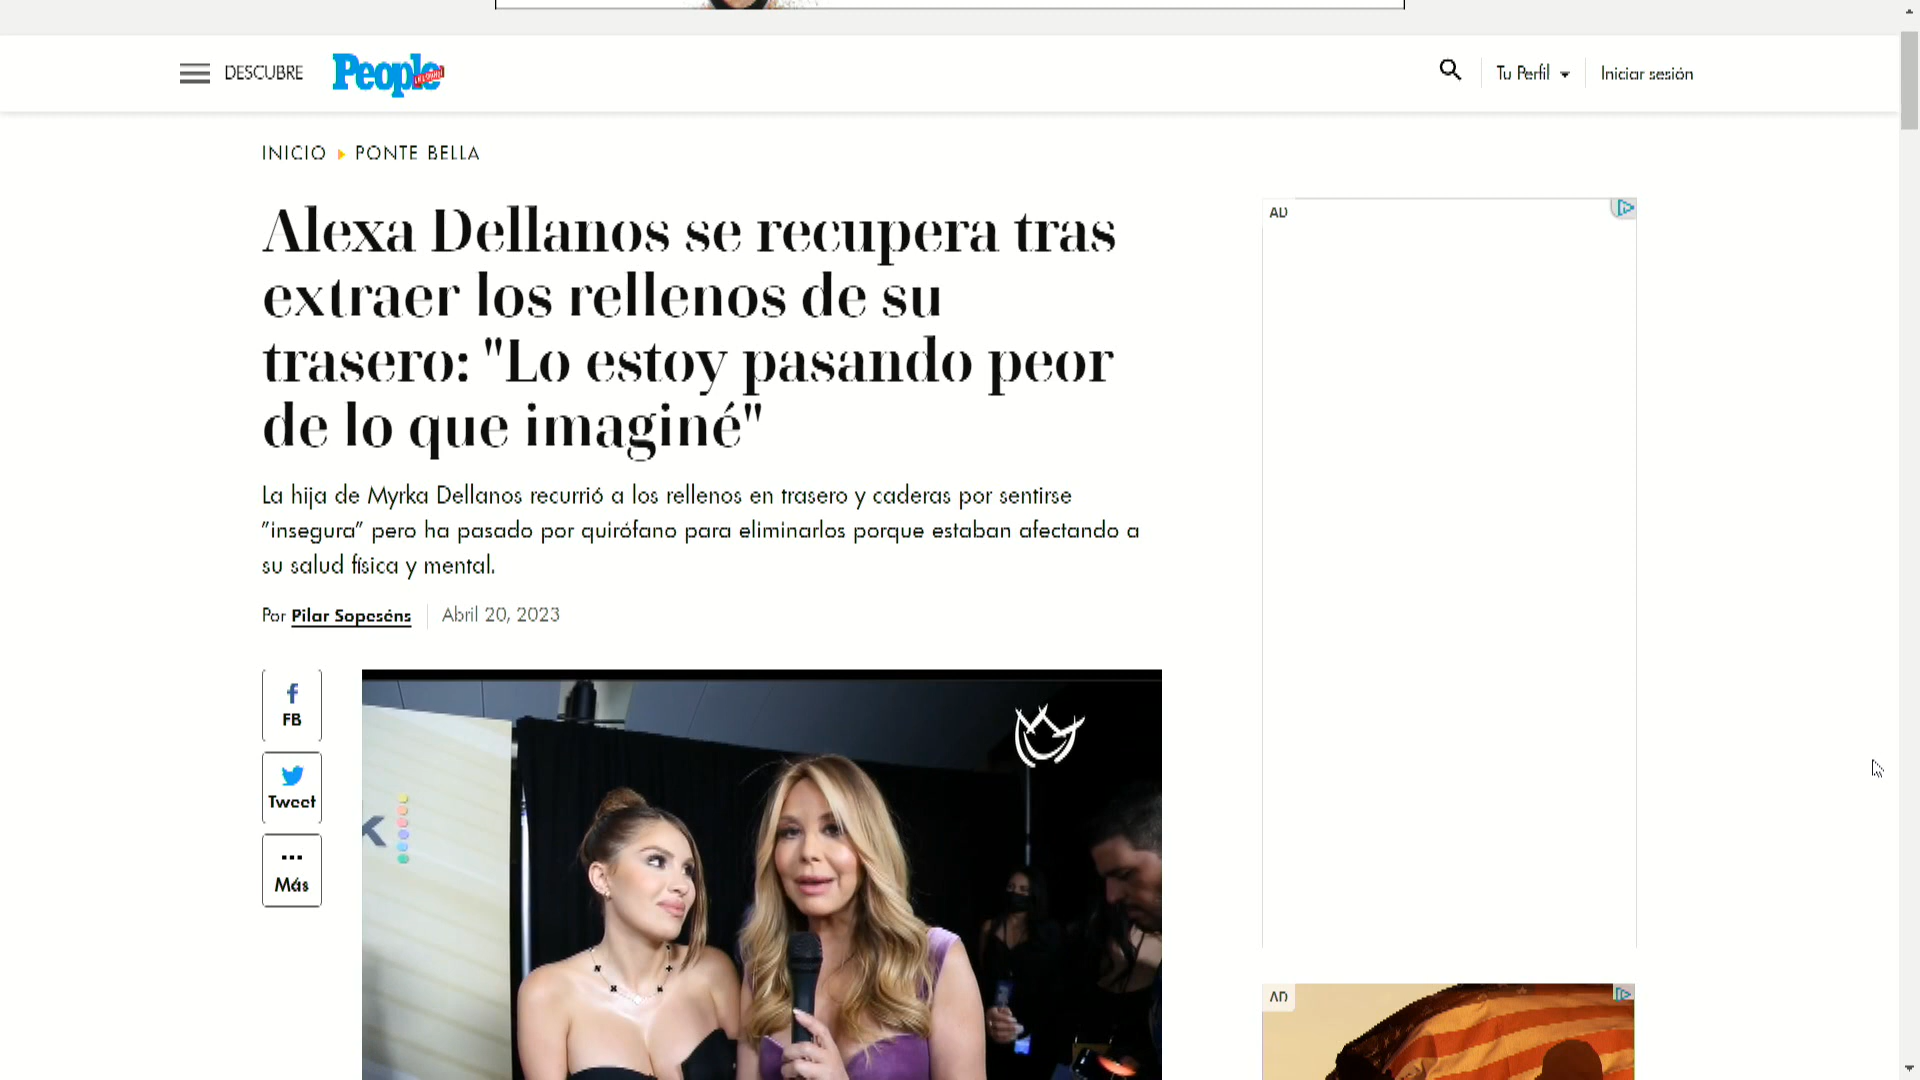 DESCUBRE
People
Tu Perfil
Iniciar sesión
INICIO
PONTE BELLA
Alexa Dellanos se recupera tras
extraer los rellenos de su
trasero: "Lo estoy pasando peor
de lo que imaginé"
La hija de Myrka Dellanos recurrió a los rellenos en trasero y caderas por sentirse
"insegura" pero ha pasado por quirófano para eliminarlos porque estaban afectando a
su salud física y mental.
Por Pilar Sopeséns
Abril 20, 2023
FB
Tweet
Más
K
AD
AD